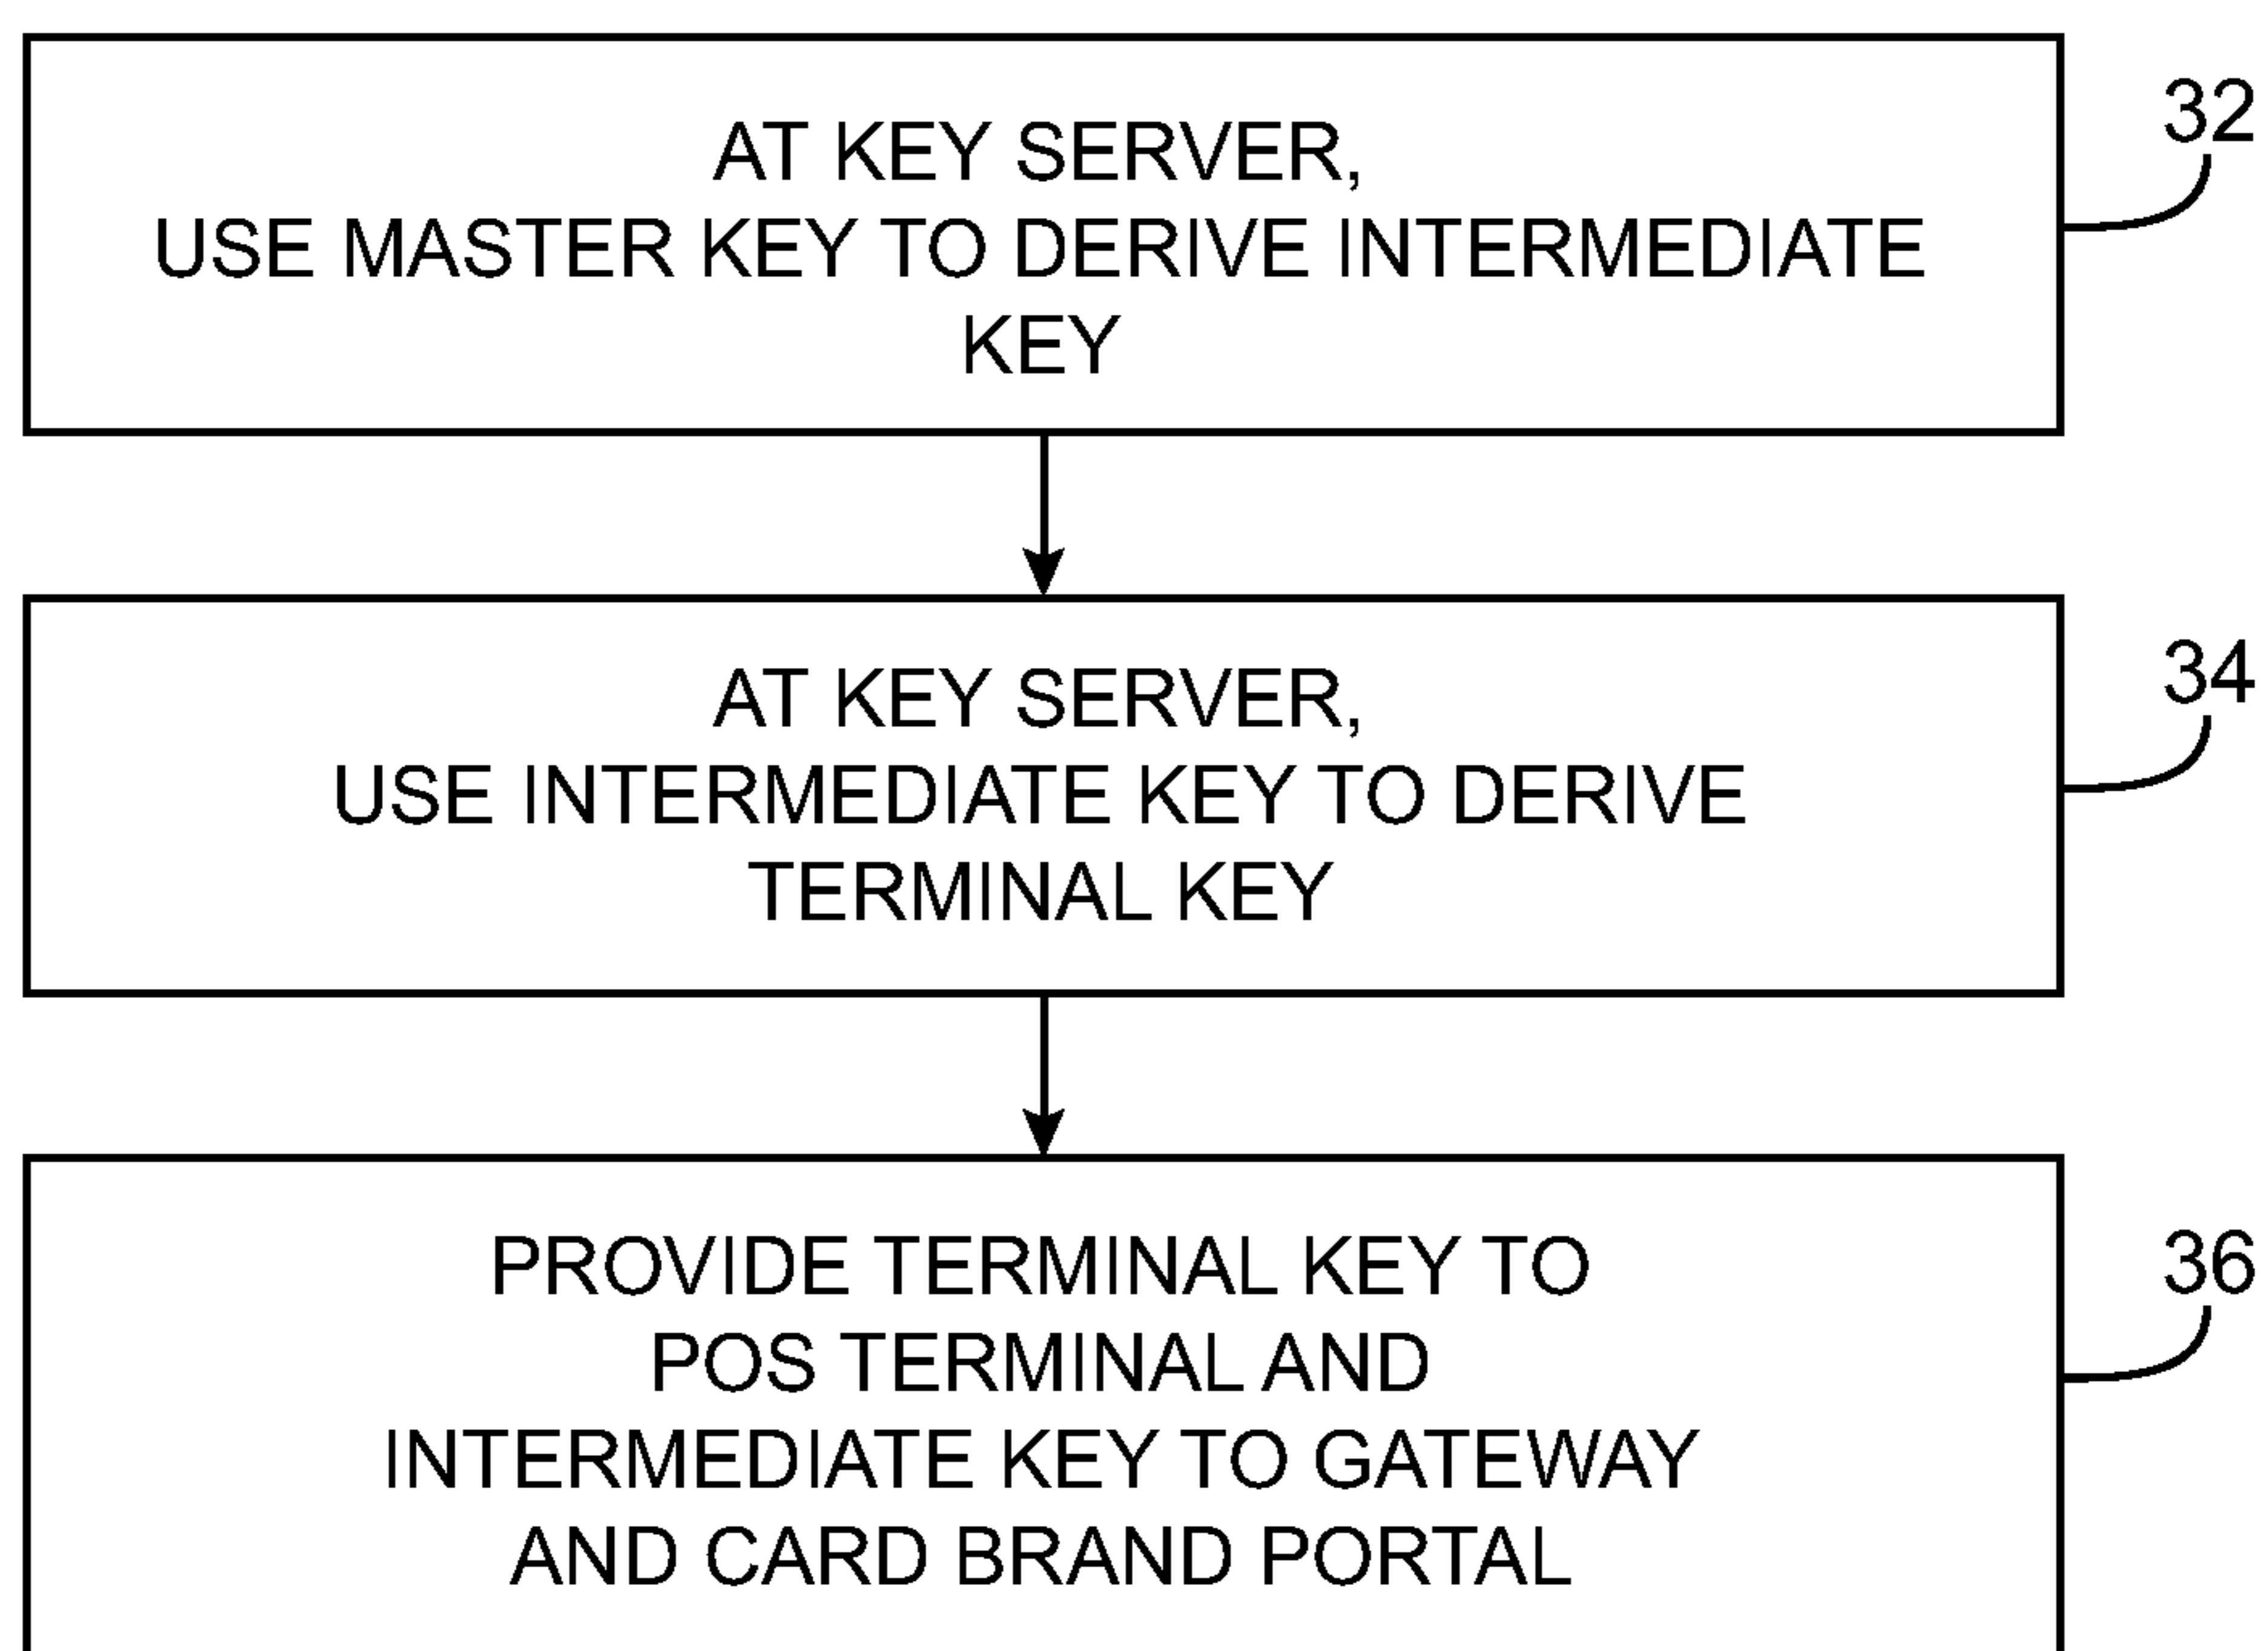 AT KEY SERVER,
USE MASTER KEY TO DERIVE INTERMEDIATE
KEY
32
AT KEY SERVER,
USE INTERMEDIATE KEY TO DERIVE
TERMINAL KEY
34
PROVIDE TERMINAL KEY TO
POS TERMINAL AND
INTERMEDIATE KEY TO GATEWAY
AND CARD BRAND PORTAL
36